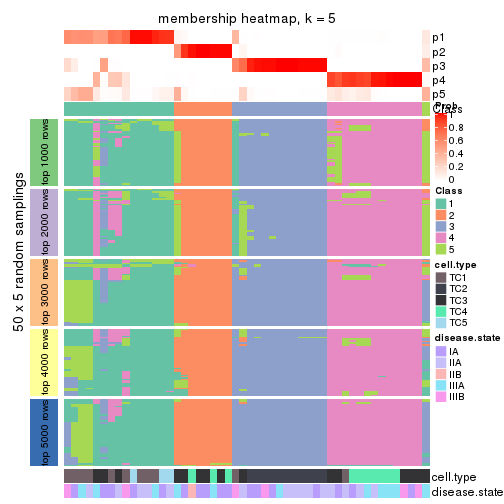 membership heatmap, k = 5
p1
p2
p3
p4
p5
Prob
Class
1
0.8
0.6
0.4
0.2
0
50 x 5 random samplings
top 1000 rows
top 2000 rows
top 3000 rows
top 4000 rows
top 5000 rows
Class
1
2
3
4
5
cell.type
TC1
TC2
TC3
TC4
TC5
disease.state
IA
IIA
IIB
IIIA
IIIB
cell.type
disease.state